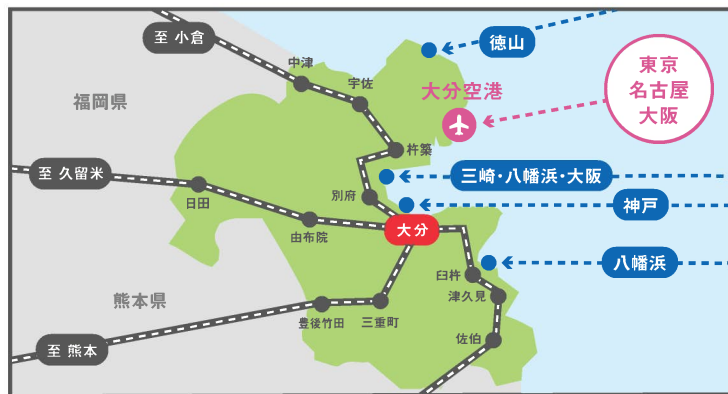 至 小倉
徳山
中津
東京
名古屋
大阪
宇佐
大分空港
福岡県
杵築
至 久留米
三崎・八幡浜・大阪
別府
日田
神戸
大分
由布院
八幡浜
臼杵
熊本県
津久見
豊後竹田
三重町
佐伯
至 熊本